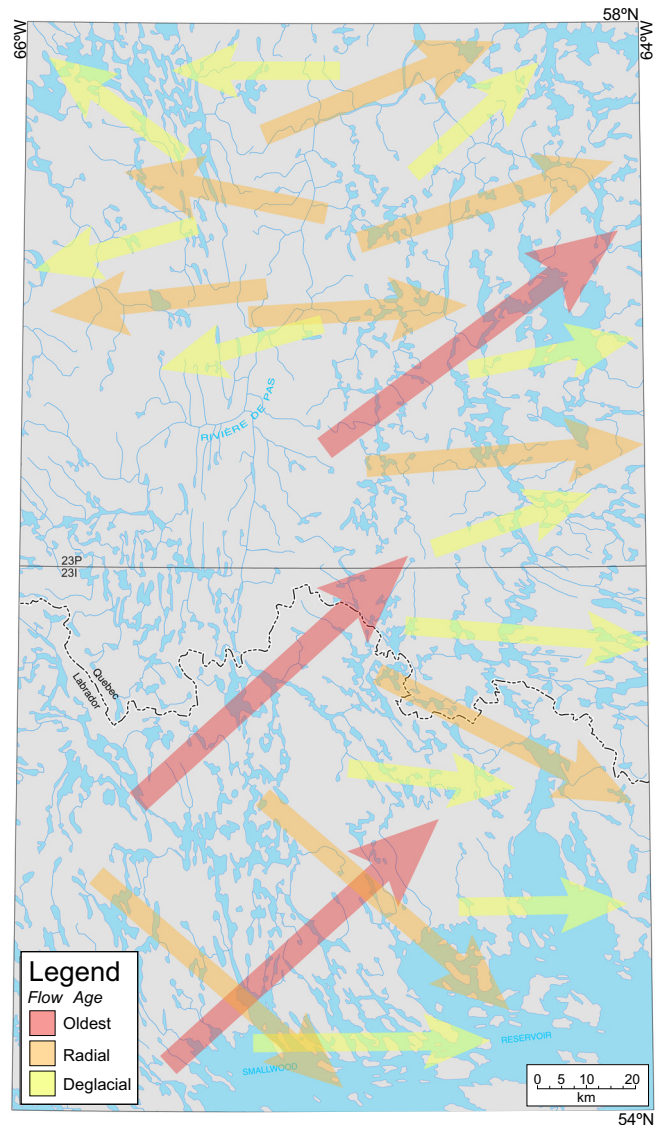 66ºW
58ºN
64ºW
RIVIÈRE DE PAS
23P
23I
Quebec
Labrador
Legend
Flow Age
Oldest
Radial
Deglacial
RESERVOIR
SMALLWOOD
0 5 10 20
km
54ºN